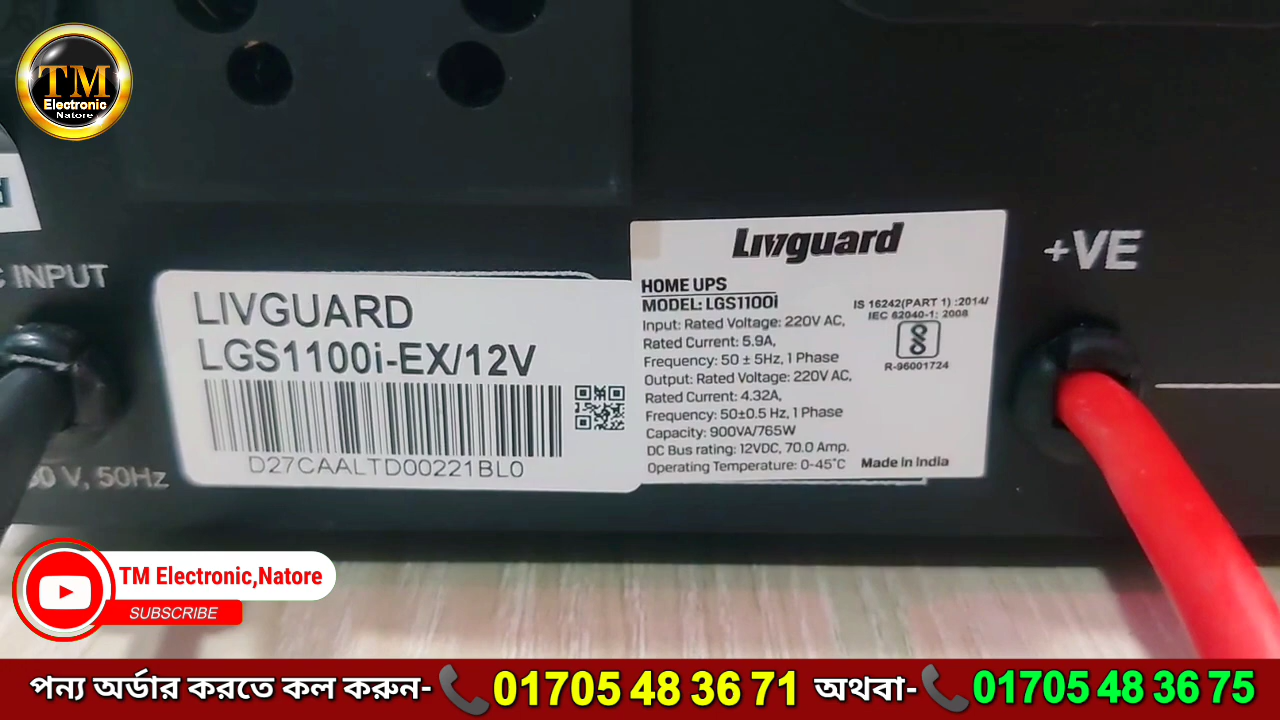 TM
Electronic
Natore
C INPUT
0 V, 50Hz
LIVGUARD
LGS1100i-EX/12V
D27CAALTD00221BL0
Livguard
HOME UPS
MODEL: LGS1100i
Input: Rated Voltage: 220V AC,
Rated Current: 5.9A,
Frequency: 50 ± 5Hz, 1 Phase
Output: Rated Voltage: 220V AC,
Rated Current: 4.32A,
Frequency: 50±0.5 Hz, 1 Phase
Capacity: 900VA/765W
DC Bus rating: 12VDC, 70.0 Amp.
Operating Temperature: 0-45°C
IS 16242(PART 1) :2014/
IEC 62040-1: 2008
R-96001724
Made In India
+VE
TM Electronic,Natore
SUBSCRIBE
পন্য অর্ডার করতে কল করুন- 01705 48 36 71 অথবা- 01705 48 36 75